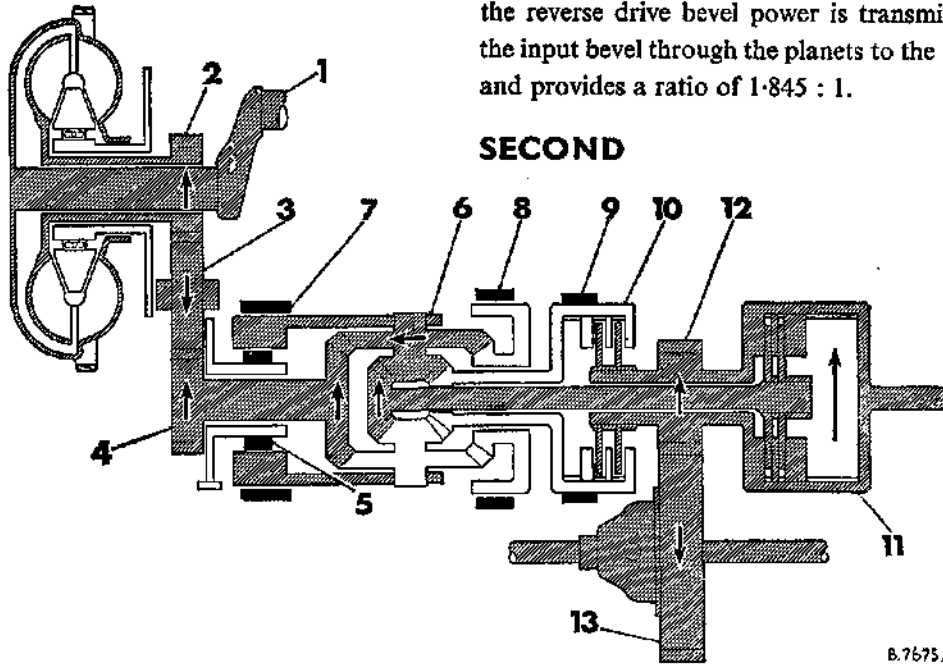 the reverse drive bevel power is transmi
the input bevel through the planets to the
and provides a ratio of 1·845 : 1.
SECOND
1
2
3
7
6
8
9
10
12
4
5
11
13
B.7675.